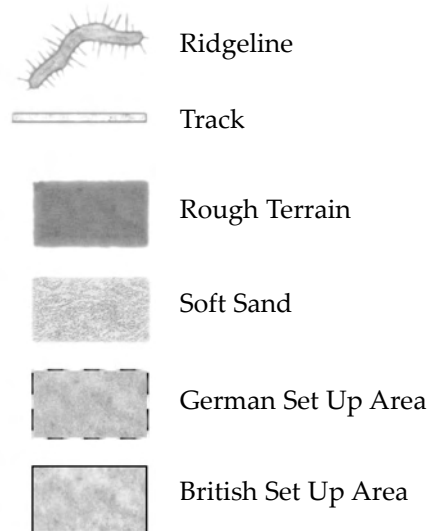 Ridgeline
Track
Rough Terrain
Soft Sand
German Set Up Area
British Set Up Area